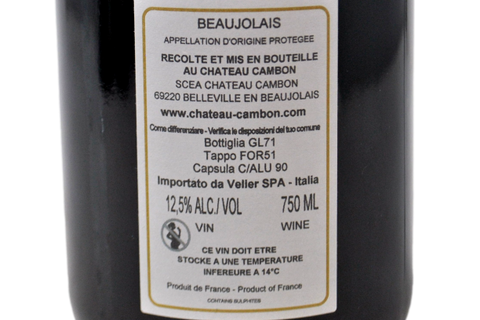 BEAUJOLAIS
APPELLATION D'ORIGINE PROTEGEE
RECOLTE ET MIS EN BOUTEILLE
AU CHATEAU CAMBON
SCEA CHATEAU CAMBON
69220 BELLEVILLE EN BEAUJOLAIS
www.chateau-cambon.com
Come differenziare - Verifica le disposizioni del tuo comune
Bottiglia GL71
Tappo FOR51
Capsula C/ALU 90
Importato da Veller SPA - Italia
12,5% ALC./VOL 750 ML
VIN WINE
CE VIN DOIT ETRE
STOCKE A UNE TEMPERATURE
INFEREURE A 14°C
Produit de France - Product of France
CONTAINS SULPHITES